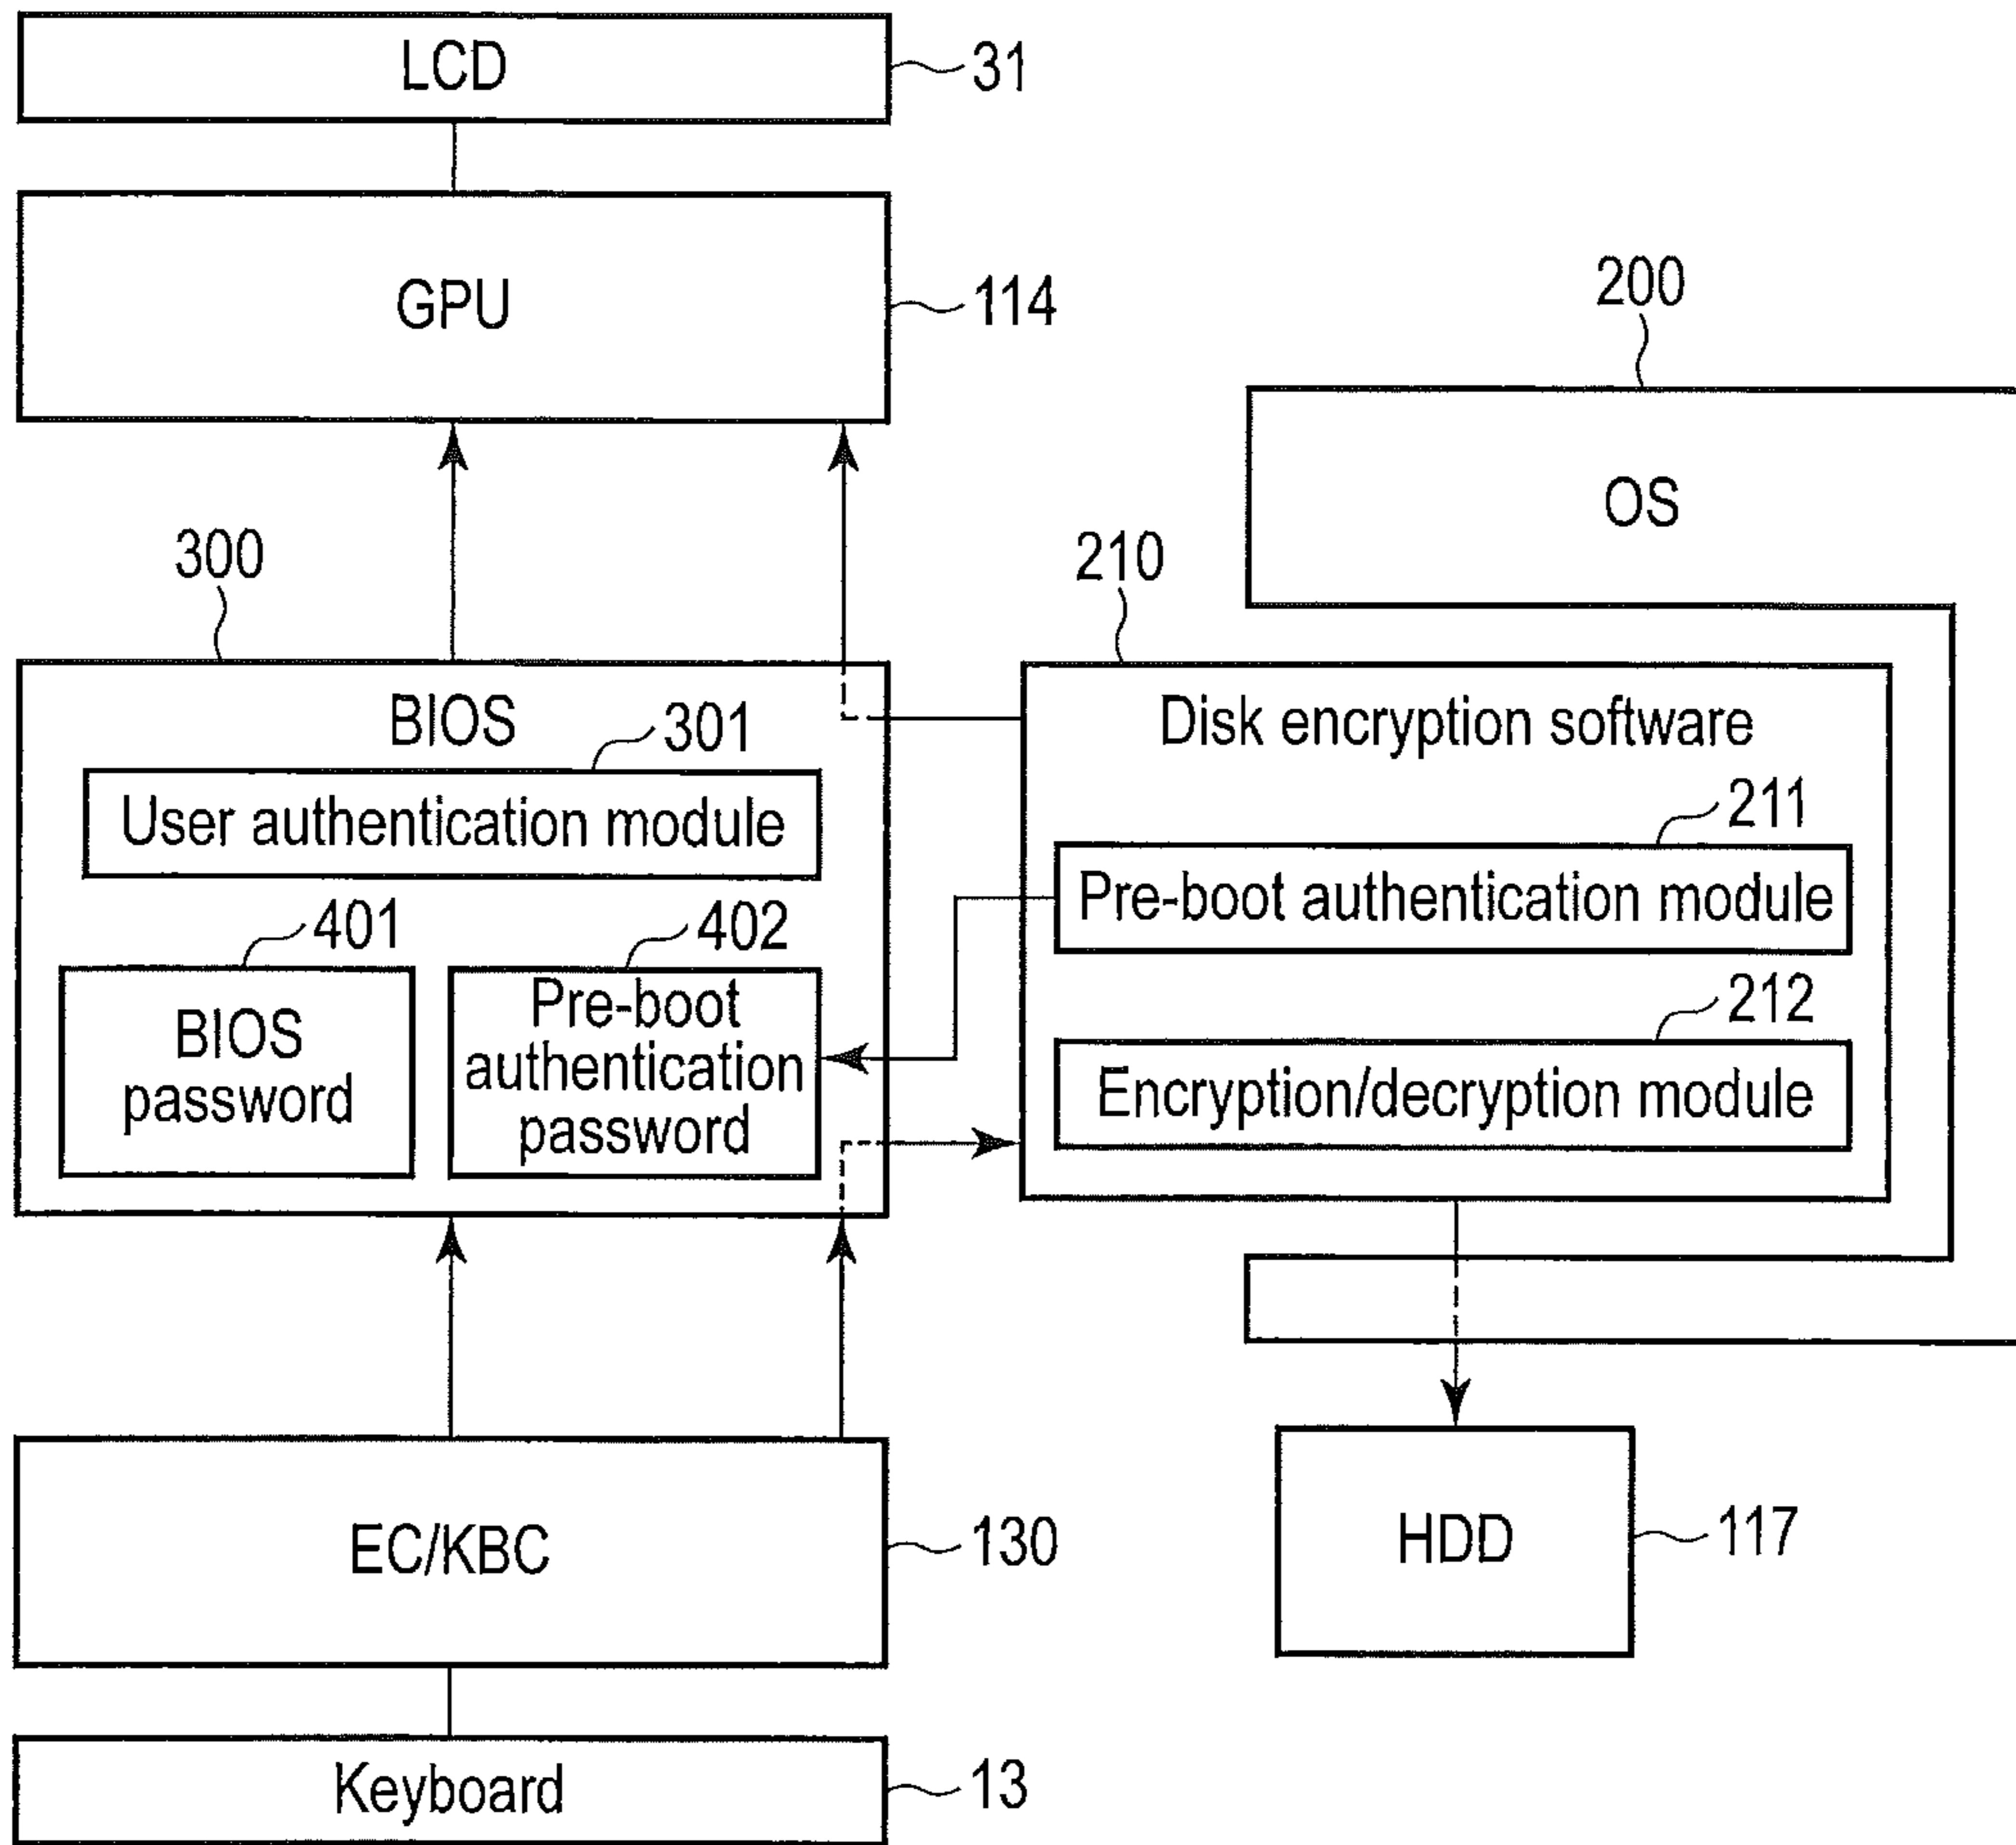 LCD
31
GPU
114
200
OS
300
210
BIOS
301
User authentication module
401
402
BIOS
password
Pre-boot
authentication
password
Disk encryption software
211
Pre-boot authentication module
212
Encryption/decryption module
EC/KBC
130
HDD
117
Keyboard
13